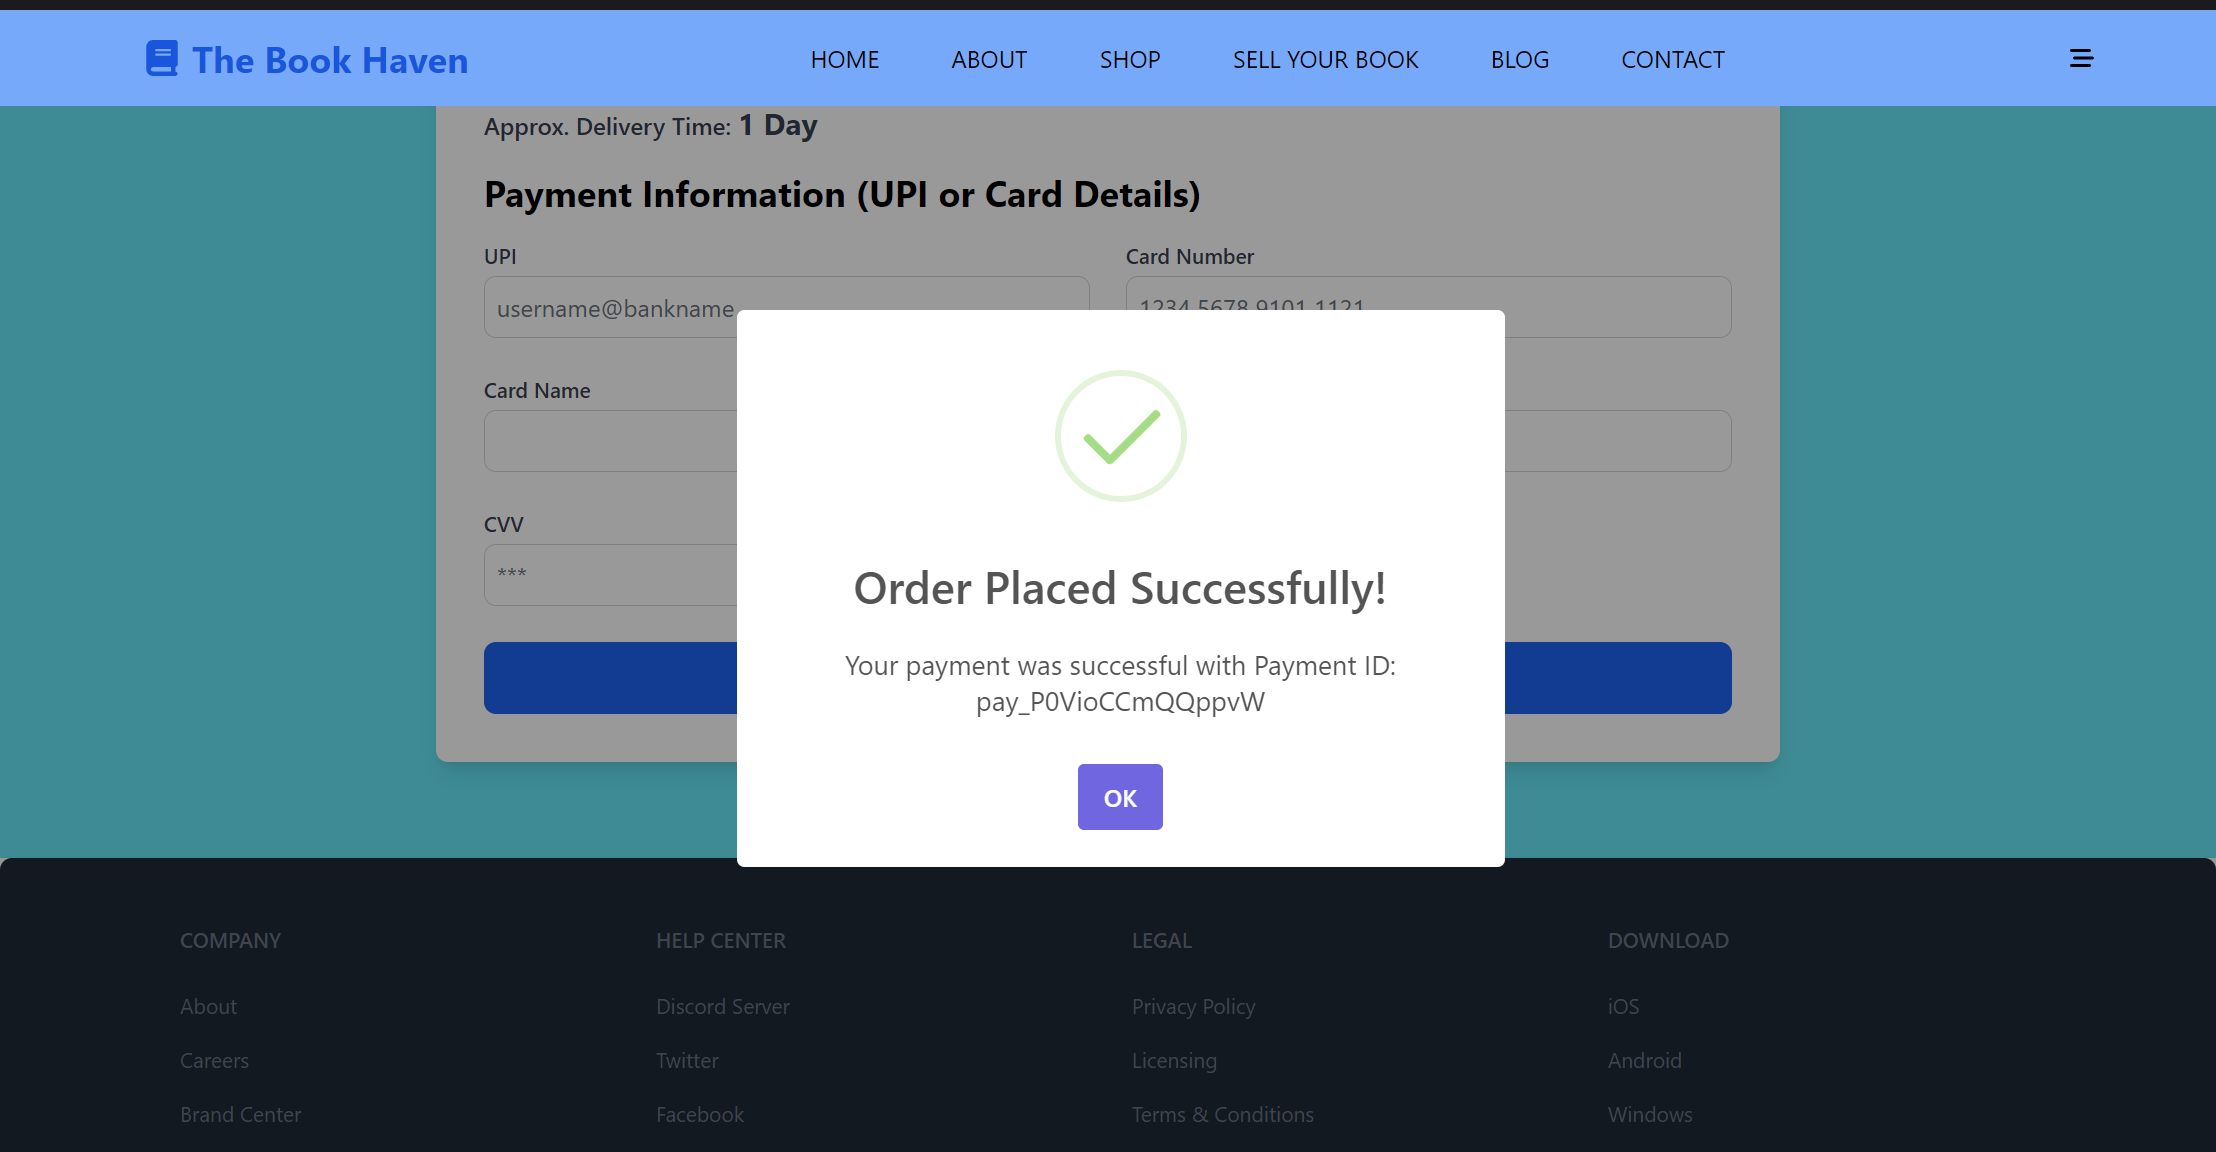 The Book Haven
HOME ABOUT SHOP SELL YOUR BOOK BLOG CONTACT
Approx. Delivery Time: 1 Day
Payment Information (UPI or Card Details)
UPI Card Number
username@bankname 1234 5678 9101 1121
Card Name
CVV
***
Order Placed Successfully!
Your payment was successful with Payment ID:
pay_P0VioCCmQQppvW
OK
COMPANY HELP CENTER LEGAL DOWNLOAD
About Discord Server Privacy Policy iOS
Careers Twitter Licensing Android
Brand Center Facebook Terms & Conditions Windows